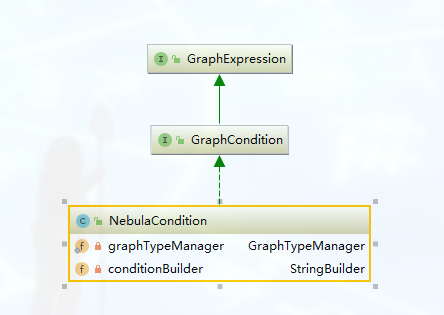 I GraphExpression
I GraphCondition
C NebulaCondition
f graphTypeManager GraphTypeManager
f conditionBuilder StringBuilder